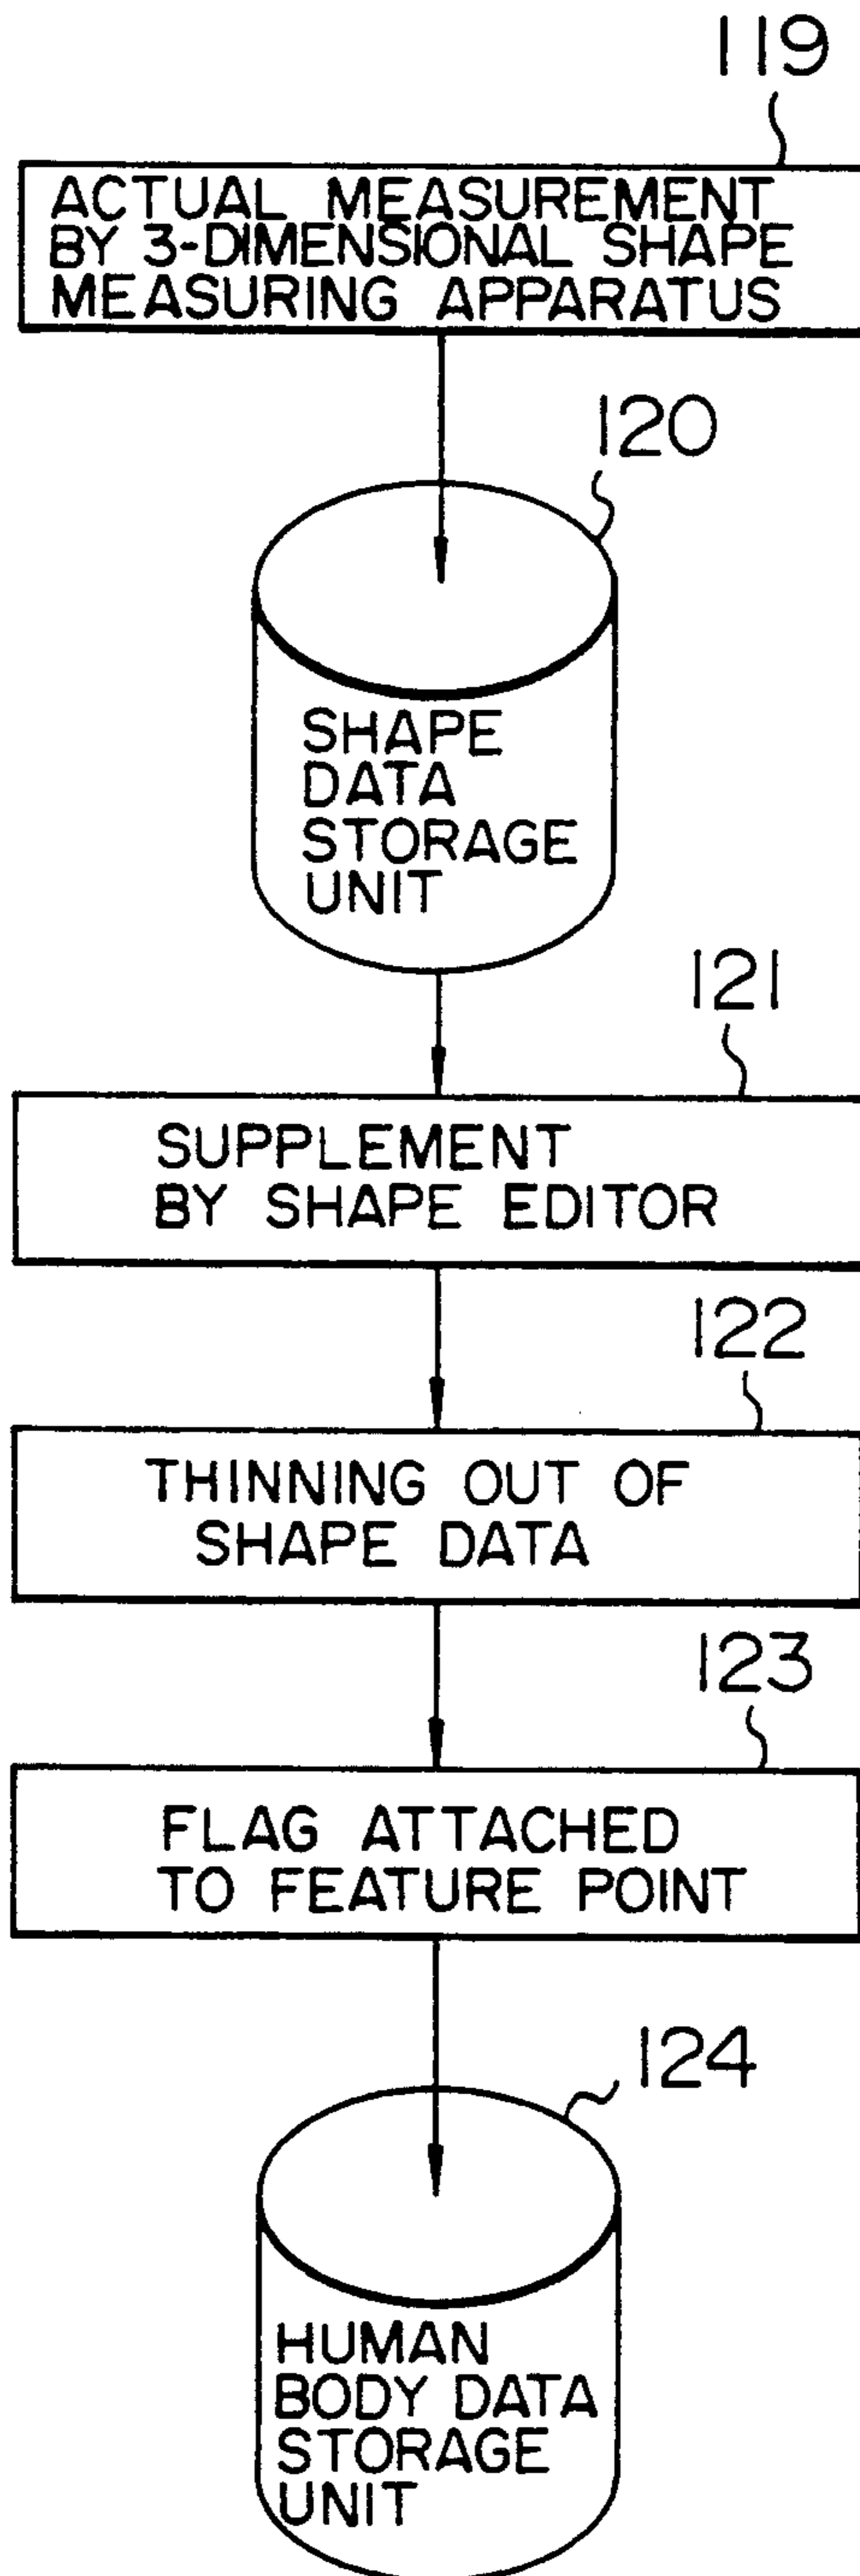 119
ACTUAL MEASUREMENT
BY 3-DIMENSIONAL SHAPE
MEASURING APPARATUS
120
SHAPE
DATA
STORAGE
UNIT
121
SUPPLEMENT
BY SHAPE EDITOR
122
THINNING OUT OF
SHAPE DATA
123
FLAG ATTACHED
TO FEATURE POINT
124
HUMAN
BODY DATA
STORAGE
UNIT